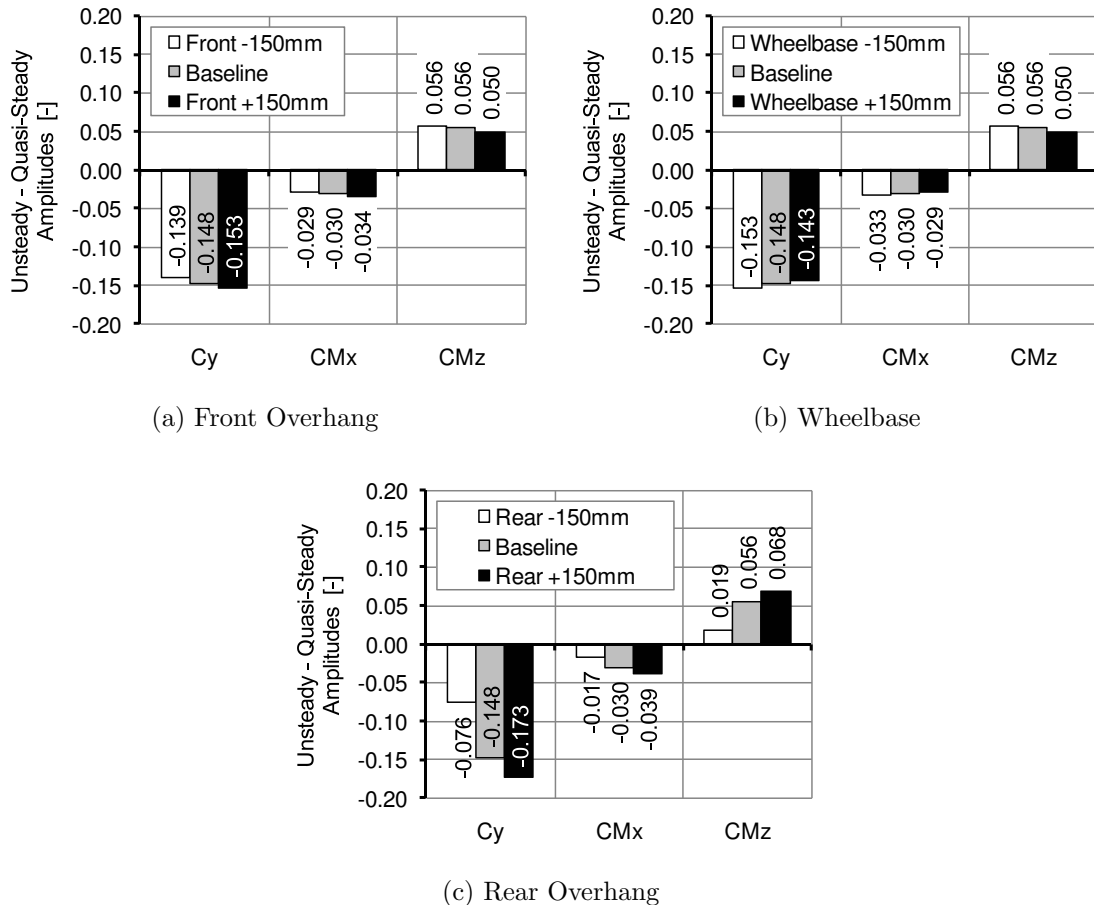 Unsteady - Quasi-Steady
Amplitudes [-]
0.20
0.15
0.10
0.05
0.00
-0.05
-0.10
-0.15
-0.20
Front -150mm
Baseline
Front +150mm
-0.139
-0.148
-0.153
-0.029
-0.030
-0.034
0.056
0.056
0.050
Cy
CMx
CMz
(a) Front Overhang
Unsteady - Quasi-Steady
Amplitudes [-]
0.20
0.15
0.10
0.05
0.00
-0.05
-0.10
-0.15
-0.20
Wheelbase -150mm
Baseline
Wheelbase +150mm
-0.153
-0.148
-0.143
-0.033
-0.030
-0.029
0.056
0.056
0.050
Cy
CMx
CMz
(b) Wheelbase
Unsteady - Quasi-Steady
Amplitudes [-]
0.20
0.15
0.10
0.05
0.00
-0.05
-0.10
-0.15
-0.20
Rear -150mm
Baseline
Rear +150mm
-0.076
-0.148
-0.173
-0.017
-0.030
-0.039
0.019
0.056
0.068
Cy
CMx
CMz
(c) Rear Overhang